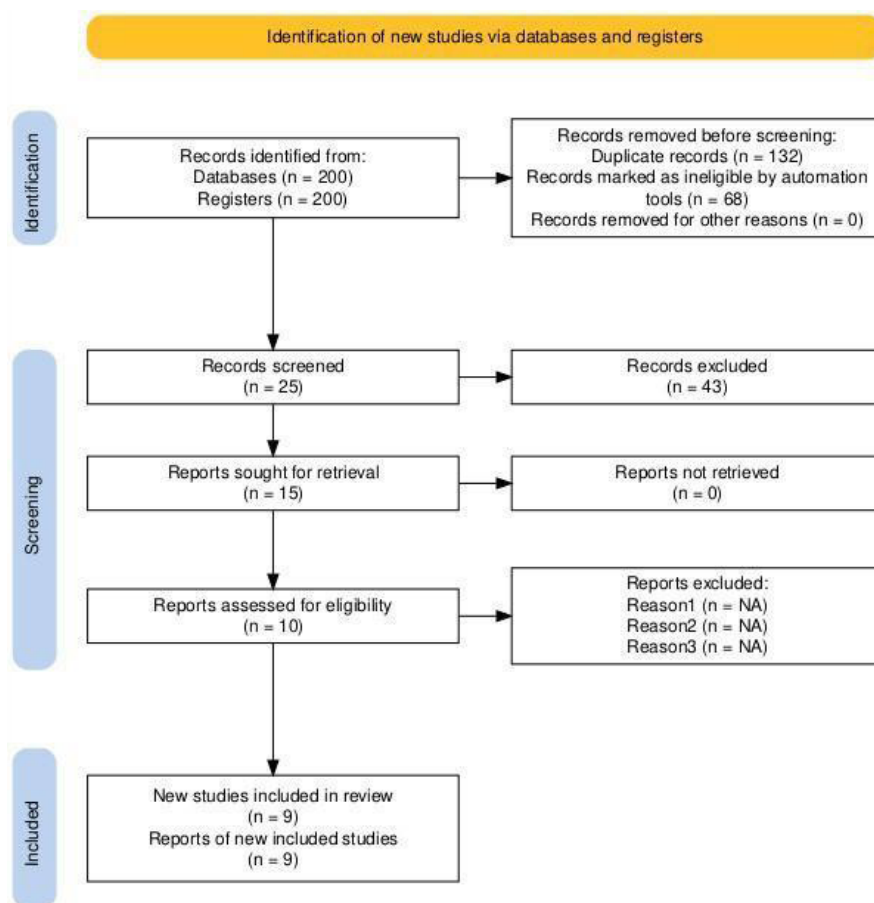 Identification of new studies via databases and registers
Identification
Records identified from:
Databases (n = 200)
Registers (n = 200)
Records removed before screening:
Duplicate records (n = 132)
Records marked as ineligible by automation
tools (n = 68)
Records removed for other reasons (n = 0)
Screening
Records screened
(n = 25)
Records excluded
(n = 43)
Reports sought for retrieval
(n = 15)
Reports not retrieved
(n = 0)
Reports assessed for eligibility
(n = 10)
Reports excluded:
Reason1 (n = NA)
Reason2 (n = NA)
Reason3 (n = NA)
Included
New studies included in review
(n = 9)
Reports of new included studies
(n = 9)